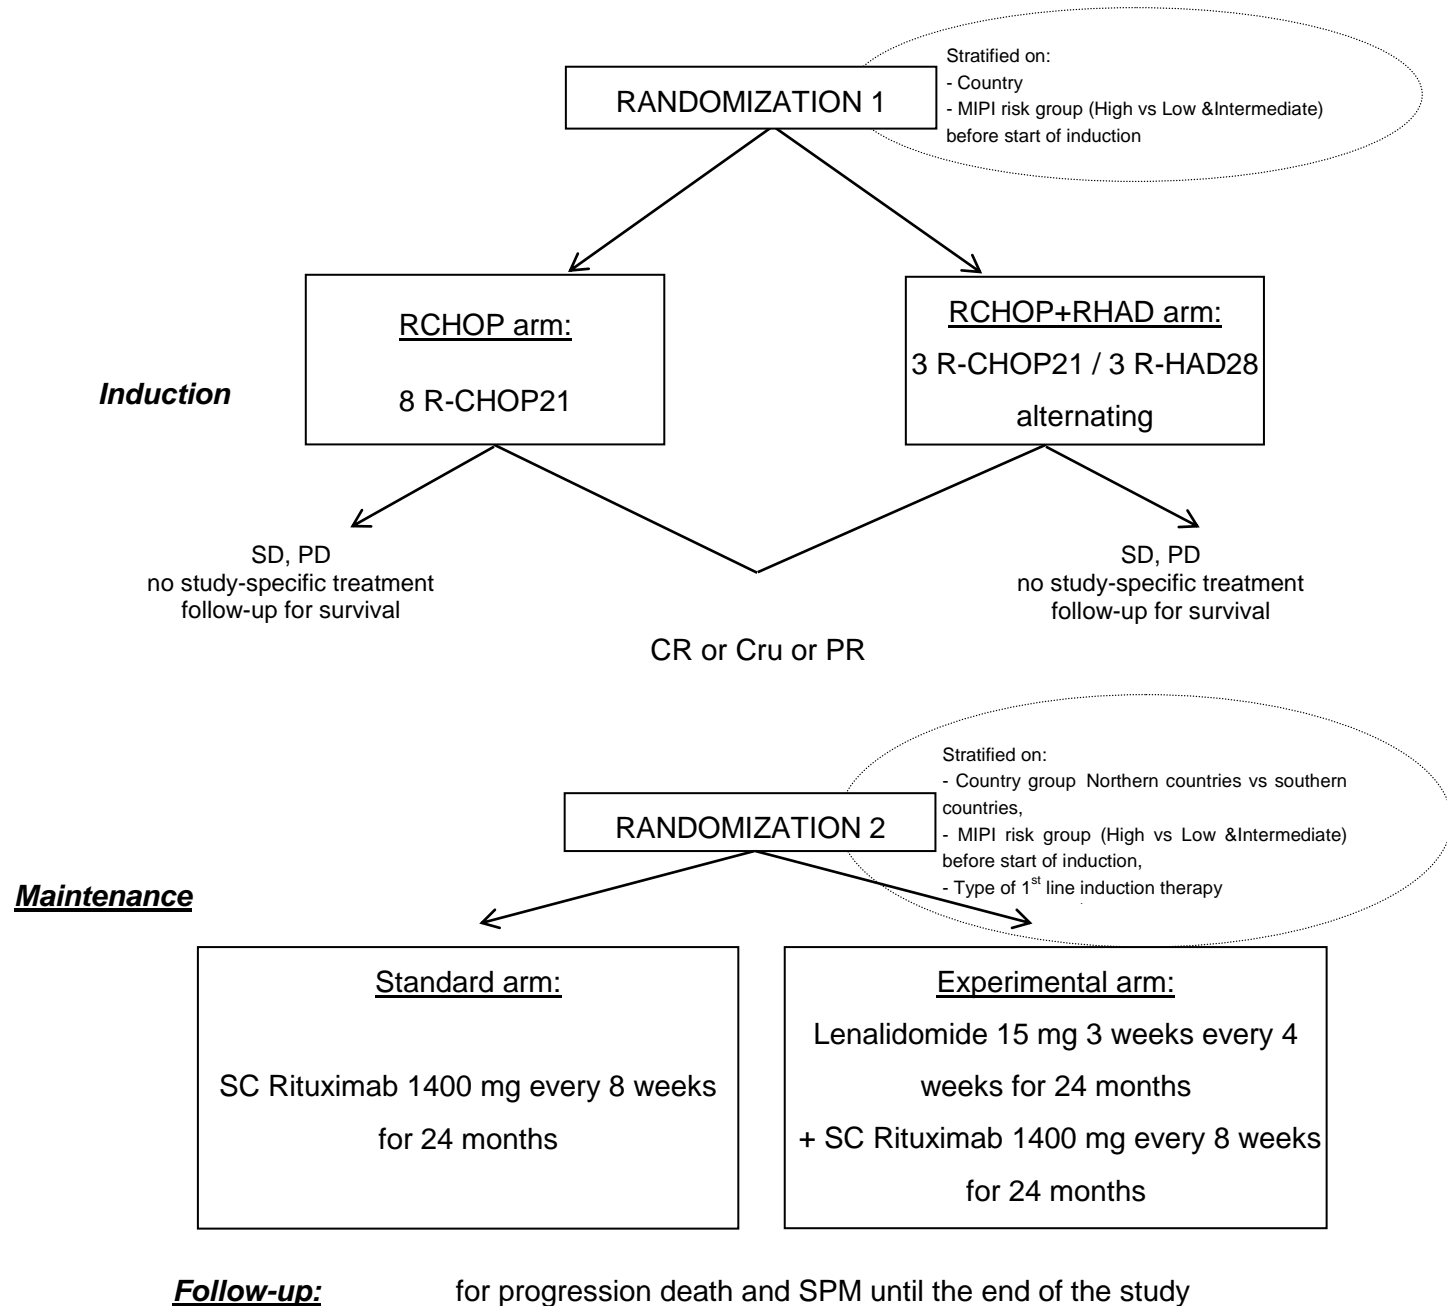 Stratified on:
- Country
- MIPI risk group (High vs Low &Intermediate)
before start of induction
RANDOMIZATION 1
Induction
RCHOP arm:
8 R-CHOP21
RCHOP+RHAD arm:
3 R-CHOP21 / 3 R-HAD28
alternating
SD, PD
no study-specific treatment
follow-up for survival
SD, PD
no study-specific treatment
follow-up for survival
CR or Cru or PR
Stratified on:
- Country group Northern countries vs southern
countries,
- MIPI risk group (High vs Low &Intermediate)
before start of induction,
- Type of 1st line induction therapy
RANDOMIZATION 2
Maintenance
Standard arm:
SC Rituximab 1400 mg every 8 weeks
for 24 months
Experimental arm:
Lenalidomide 15 mg 3 weeks every 4
weeks for 24 months
+ SC Rituximab 1400 mg every 8 weeks
for 24 months
Follow-up: for progression death and SPM until the end of the study